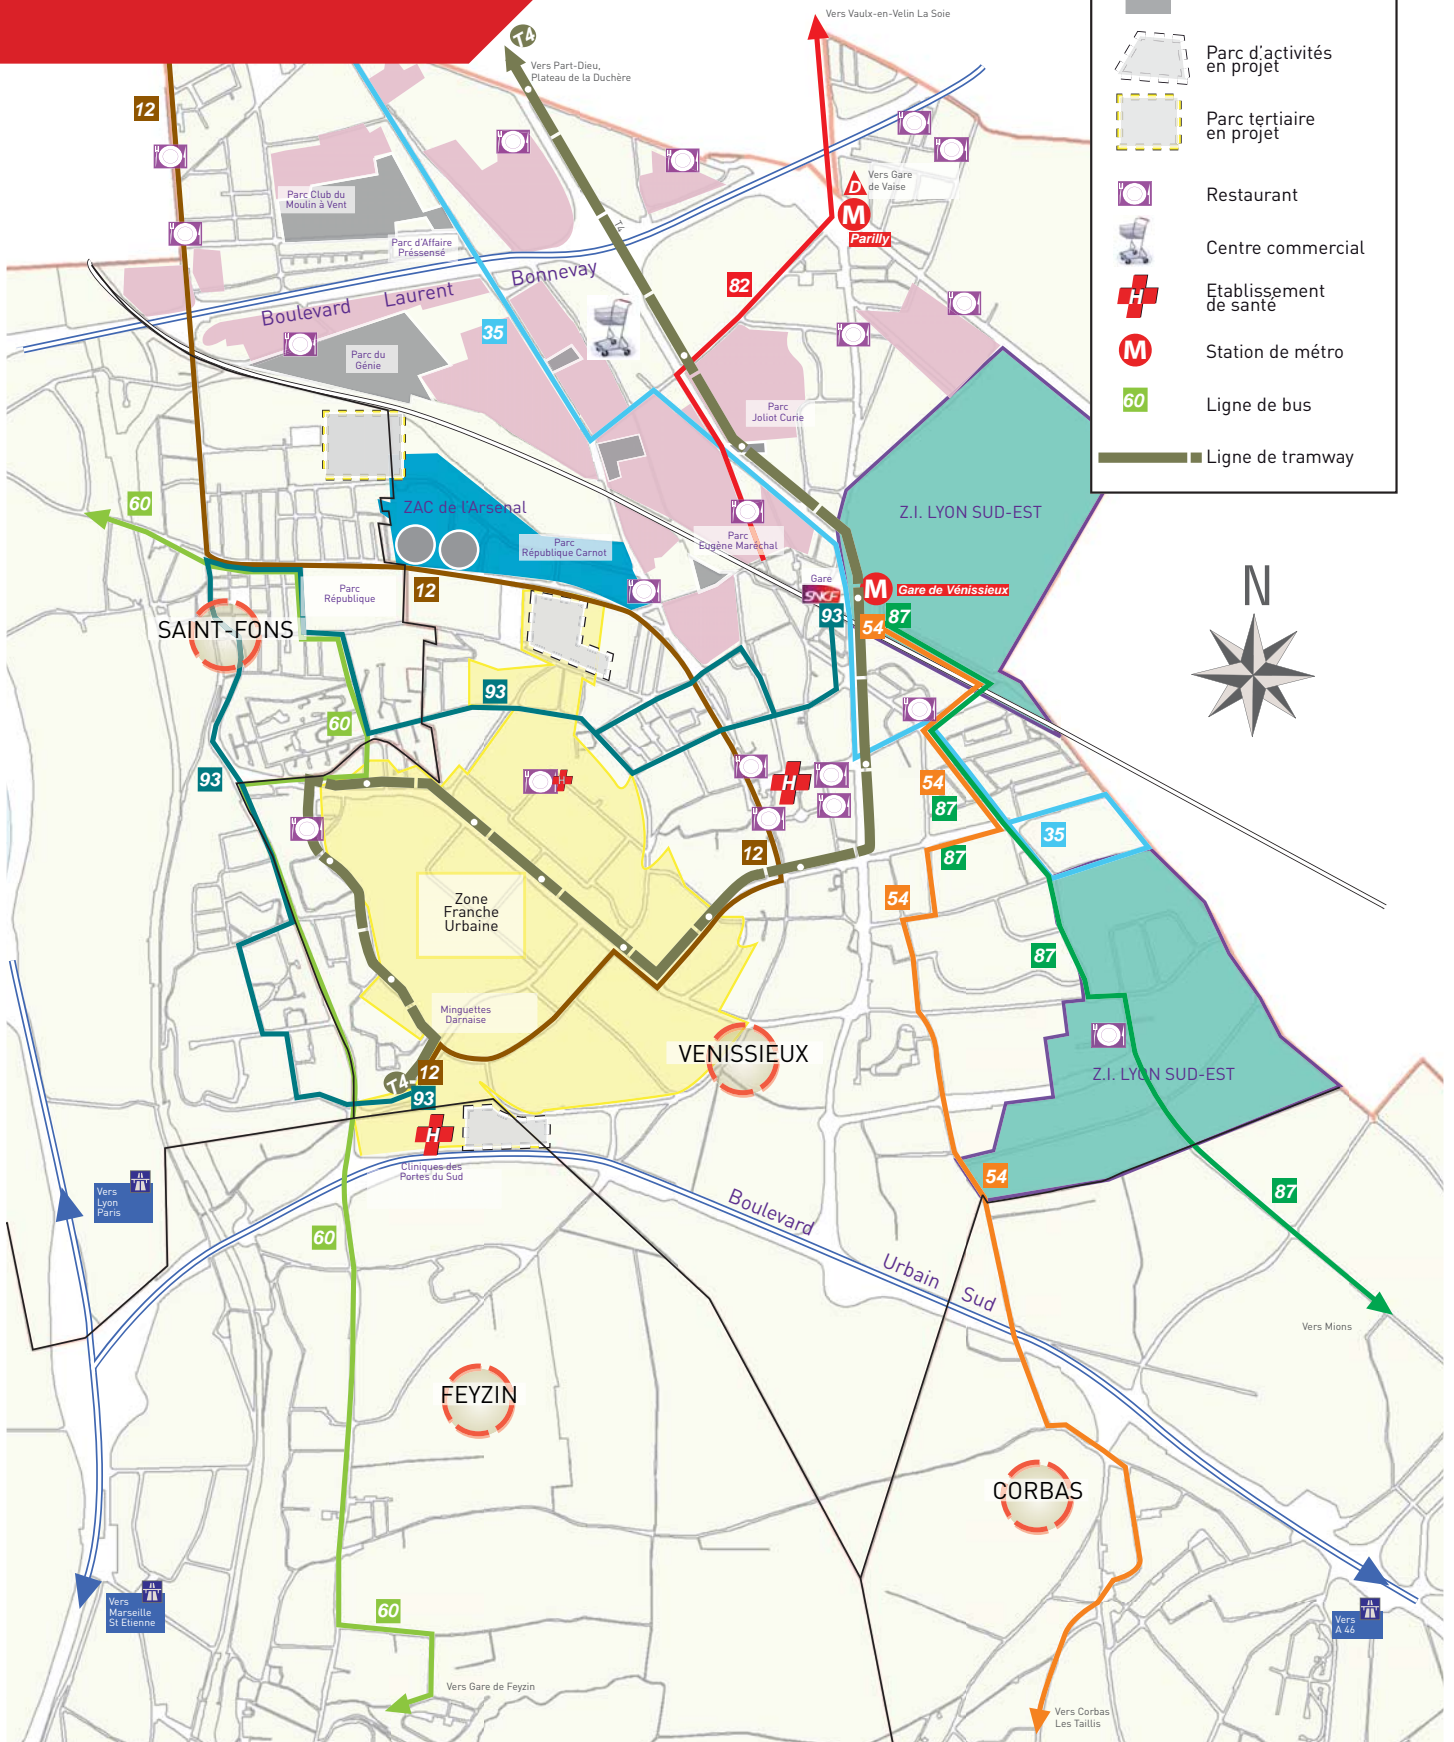 T4
Vers Part-Dieu,
Plateau de la Duchère
Vers Vaulx-en-Velin La Soie
12
Parc d'activités
en projet
Parc tertiaire
en projet
Restaurant
Centre commercial
Etablissement
de santé
H
M
Station de métro
60
Ligne de bus
Ligne de tramway
Parc Club du
Moulin à Vent
Parc d'Affaire
Préssensé
T4
D
Vers Gare
de Vaise
M
Parilly
Boulevard Laurent Bonnevay
82
35
Parc du
Génie
Parc
Joliot Curie
60
ZAC de l'Arsenal
Z.I. LYON SUD-EST
Parc
République Carnot
Parc
Eugène Maréchal
Parc
République
12
Gare
SNCF
M
Gare de Vénissieux
93
54
87
N
SAINT-FONS
93
60
93
H
H
54
87
35
12
87
54
Zone
Franche
Urbaine
87
Minguettes
Darnaise
VENISSIEUX
12
T4
93
Z.I. LYON SUD-EST
H
Cliniques des
Portes du Sud
54
87
Vers
Lyon
Paris
60
Boulevard Urbain Sud
Vers Mions
FEYZIN
CORBAS
Vers
Marseille
St Etienne
60
Vers
A 46
Vers Gare de Feyzin
Vers Corbas
Les Taillis